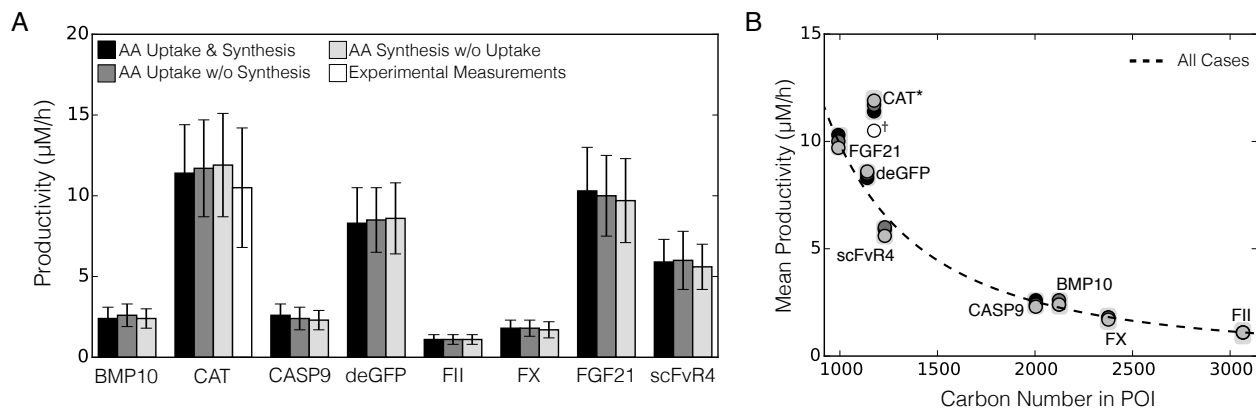 A
Productivity (µM/h)
20
15
10
5
0
AA Uptake & Synthesis
AA Uptake w/o Synthesis
AA Synthesis w/o Uptake
Experimental Measurements
BMP10 CAT CASP9 deGFP FII FX FGF21 scFvR4
B
Mean Productivity (µM/h)
15
10
5
0
All Cases
CAT*
†
FGF21
deGFP
scFvR4
CASP9
BMP10
FX
FII
1000 1500 2000 2500 3000
Carbon Number in POI